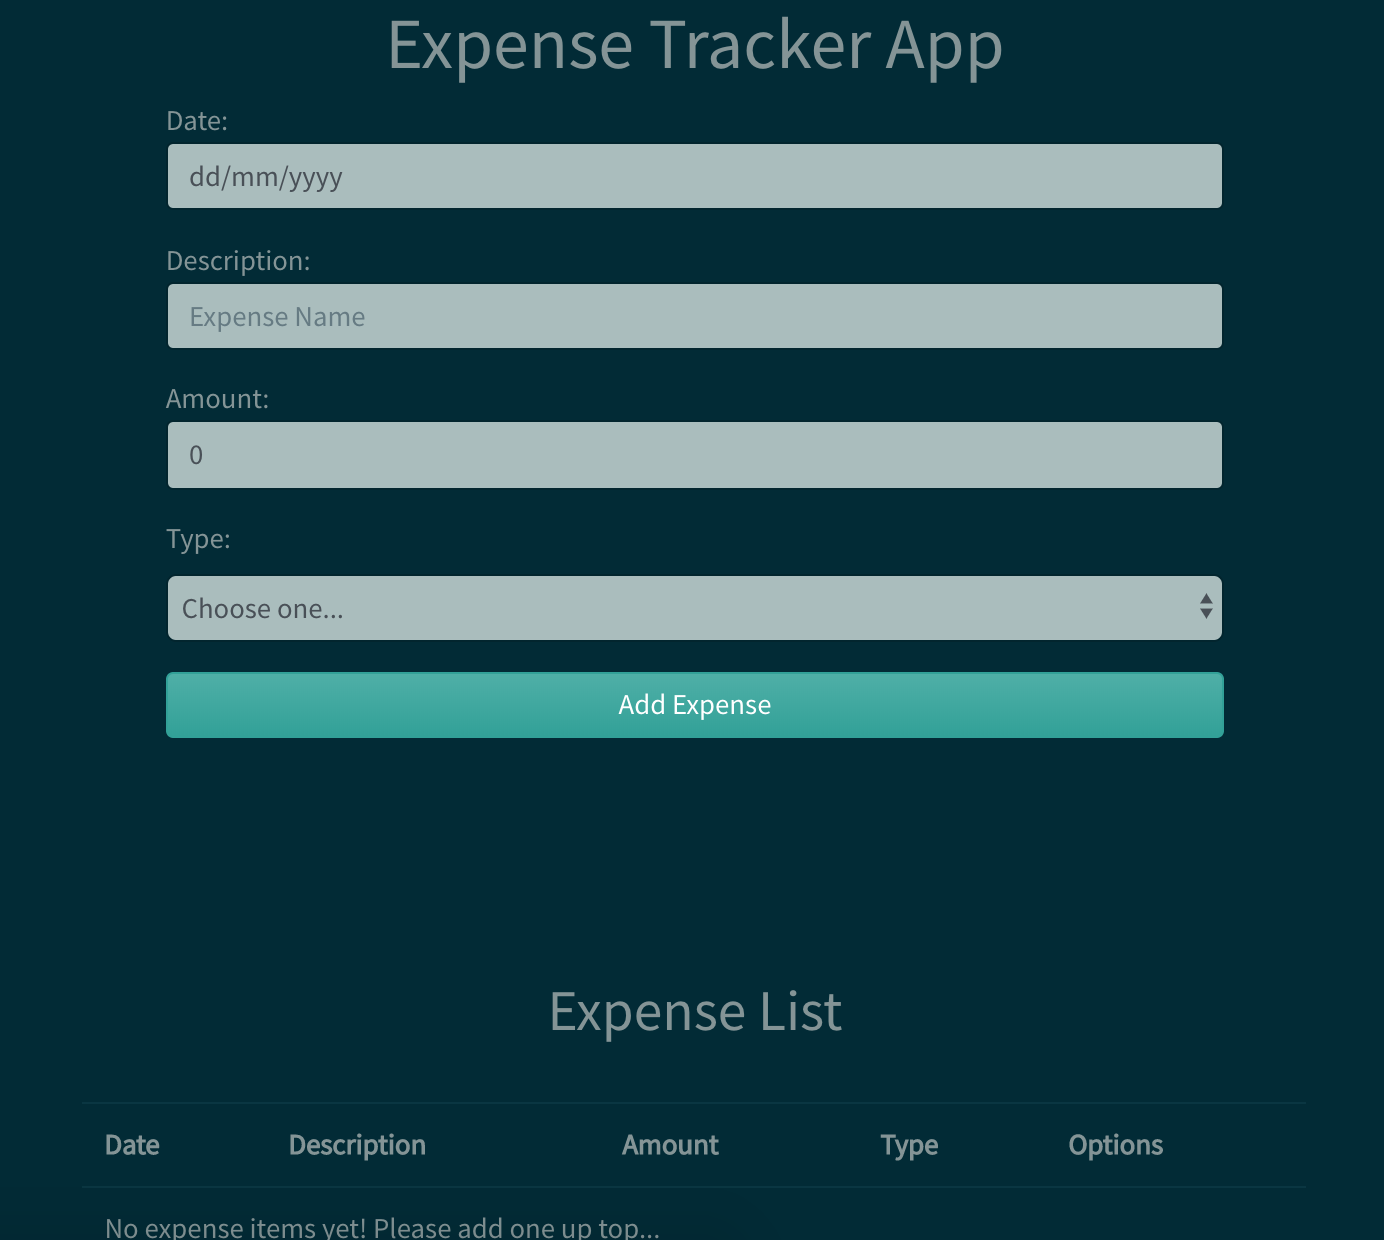 Expense Tracker App
Date:
dd/mm/yyyy
Description:
Expense Name
Amount:
0
Type:
Choose one...
Add Expense
Expense List
Date Description Amount Type Options
No expense items yet! Please add one up top...